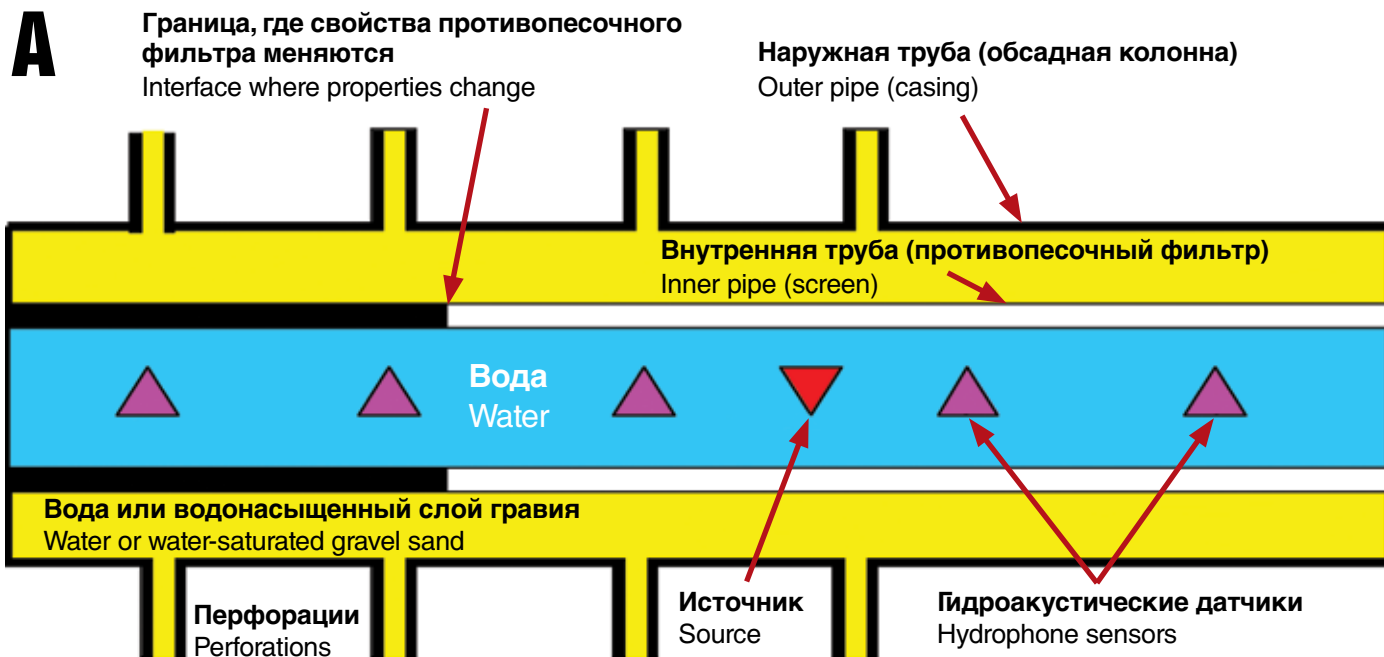 A
Граница, где свойства противопесочного
фильтра меняются
Interface where properties change
Наружная труба (обсадная колонна)
Outer pipe (casing)
Внутренняя труба (противопесочный фильтр)
Inner pipe (screen)
Вода
Water
Вода или водонасыщенный слой гравия
Water or water-saturated gravel sand
Перфорации
Perforations
Источник
Source
Гидроакустические датчики
Hydrophone sensors